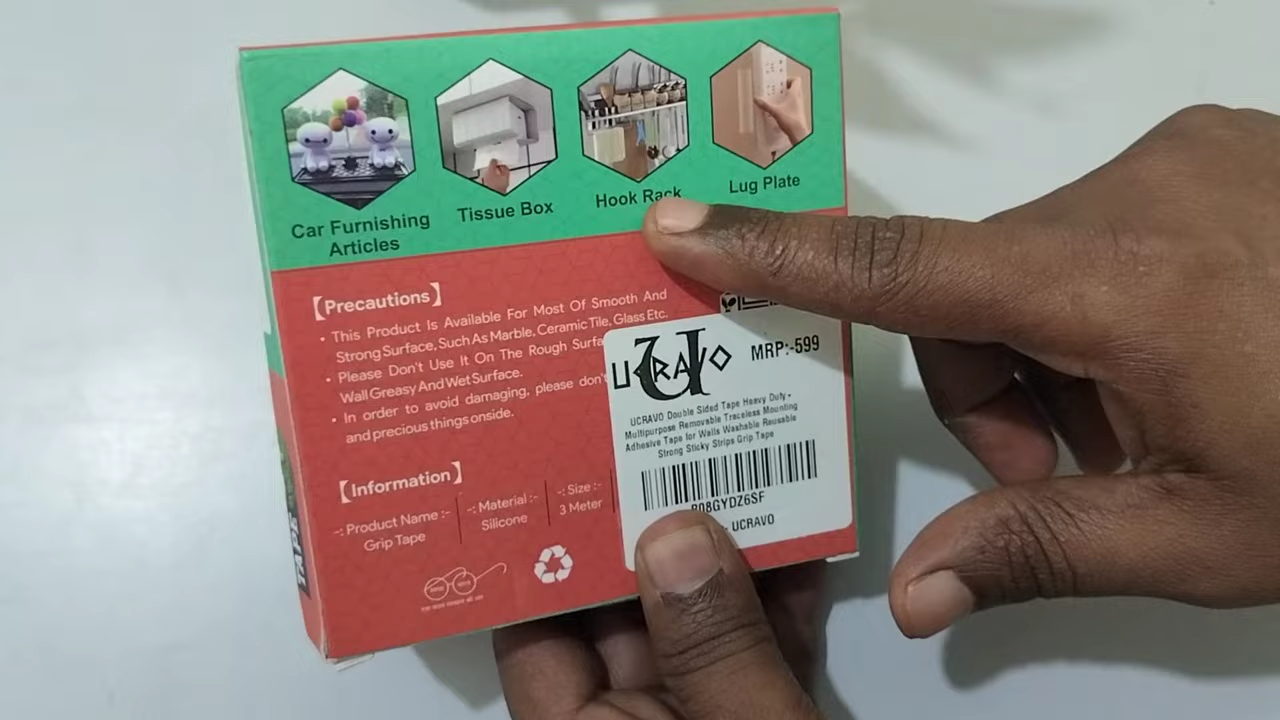 Car Furnishing
Articles
Tissue Box
Hook Rack
Lug Plate
【Precautions】
• This Product Is Available For Most Of Smooth And
Strong Surface, Such As Marble, Ceramic Tile, Glass Etc.
• Please Don't Use It On The Rough Surfa
Wall Greasy And Wet Surface.
• In order to avoid damaging, please don't
and precious things onside.
【Information】
-: Product Name :-
Grip Tape
-: Material :-
Silicone
-: Size :-
3 Meter
UCRAVO
MRP:-599
UCRAVO Double Sided Tape Heavy Duty -
Multipurpose Removable Traceless Mounting
Adhesive Tape for Walls Washable Reusable
Strong Sticky Strips Grip Tape
B08GYDZ6SF
- UCRAVO
TAPE